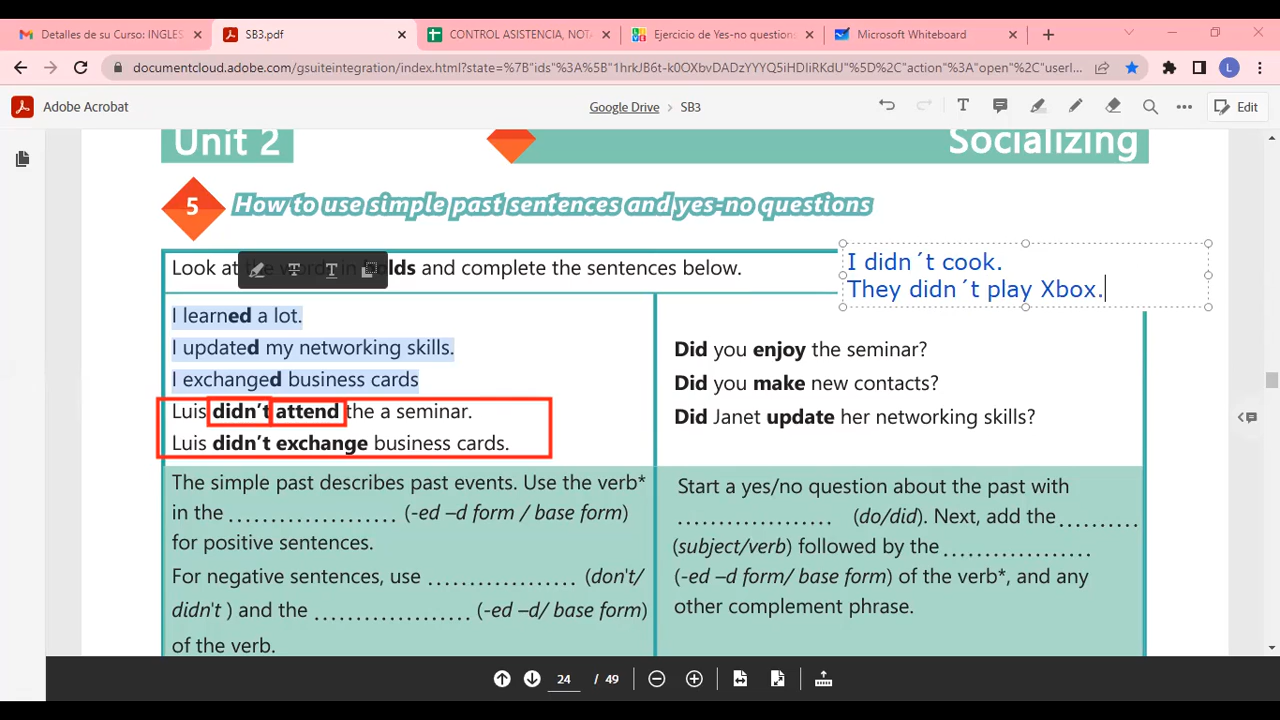 Detalles de su Curso: INGLES
SB3.pdf
CONTROL ASISTENCIA, NOTA
Ejercicio de Yes-no questions
Microsoft Whiteboard
documentcloud.adobe.com/gsuiteintegration/index.html?state=%7B"ids"%3A%5B"1hrkJB6t-k0OXbvDADzYYYQ5iHDIiRKdU"%5D%2C"action"%3A"open"%2C"userI...
L
Adobe Acrobat
Google Drive › SB3
Edit
Unit 2
Socializing
5
How to use simple past sentences and yes-no questions
Look at and complete the sentences below.
I didn´t cook.
They didn´t play Xbox.
I learned a lot.
I updated my networking skills.
I exchanged business cards
Luis didn't attend the a seminar.
Luis didn't exchange business cards.
Did you enjoy the seminar?
Did you make new contacts?
Did Janet update her networking skills?
The simple past describes past events. Use the verb*
in the .................... (-ed –d form / base form)
for positive sentences.
For negative sentences, use .................. (don't/
didn't ) and the ................... (-ed –d/ base form)
of the verb.
Start a yes/no question about the past with
................... (do/did). Next, add the ..........
(subject/verb) followed by the ..................
(-ed –d form/ base form) of the verb*, and any
other complement phrase.
24 / 49